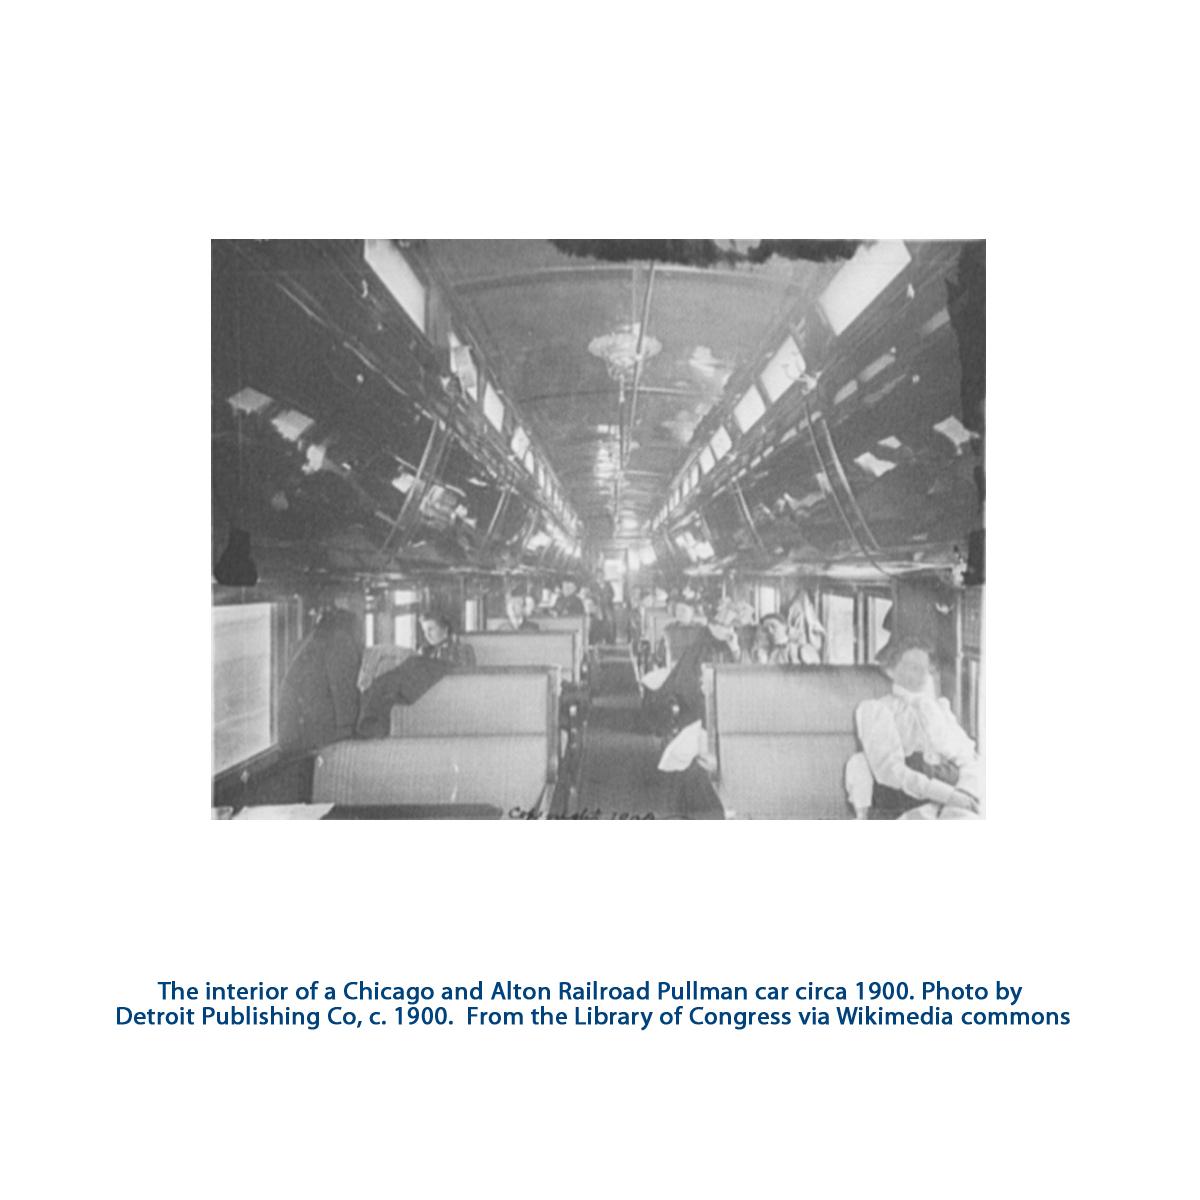 Copyright 1900
The interior of a Chicago and Alton Railroad Pullman car circa 1900. Photo by
Detroit Publishing Co, c. 1900.  From the Library of Congress via Wikimedia commons